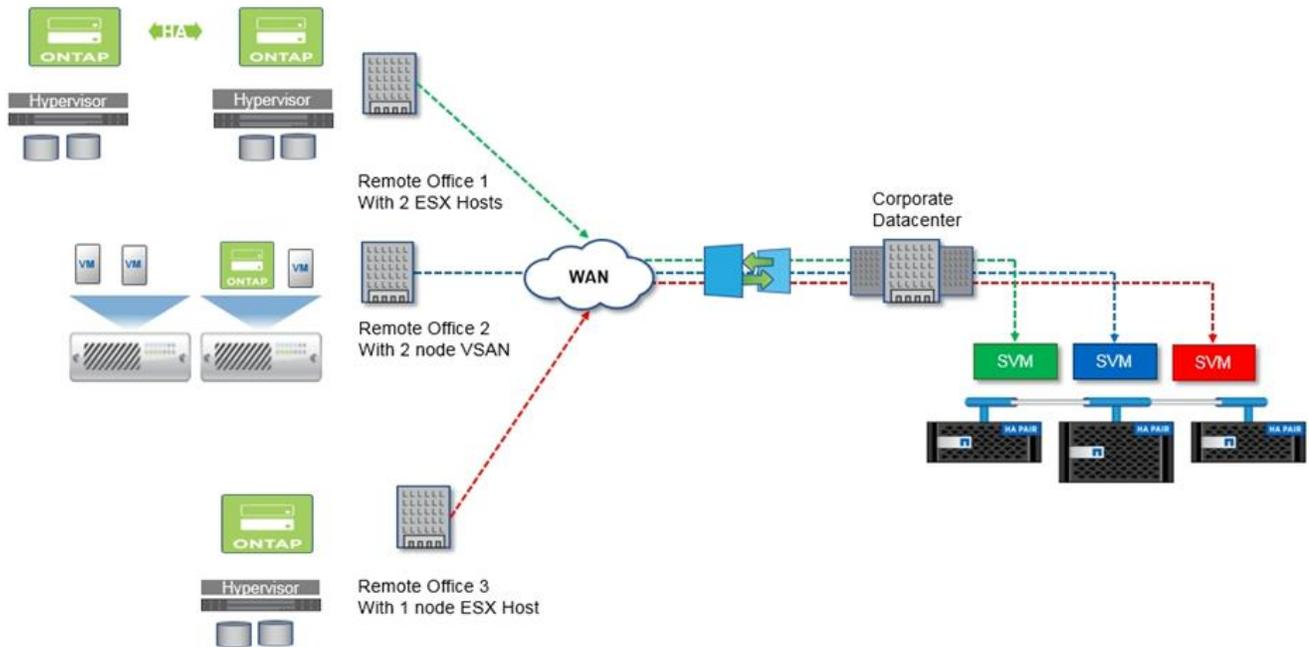 ONTAP
HA
ONTAP
Hypervisor
Hypervisor
Remote Office 1
With 2 ESX Hosts
VM
VM
ONTAP
VM
Remote Office 2
With 2 node VSAN
WAN
Corporate
Datacenter
SVM
SVM
SVM
HA PAIR
HA PAIR
HA PAIR
ONTAP
Hypervisor
Remote Office 3
With 1 node ESX Host